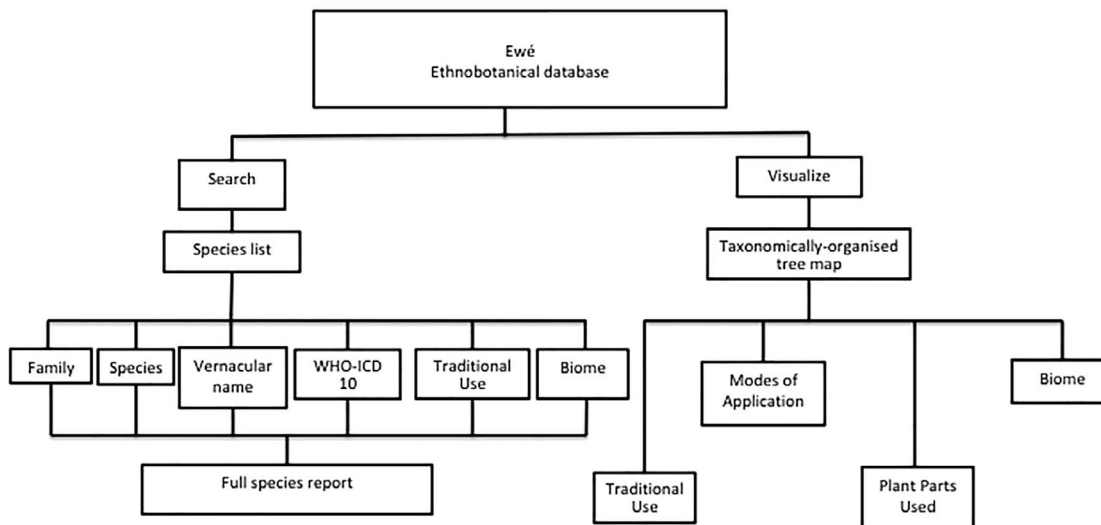 Ewé
Ethnobotanical database
Search
Visualize
Species list
Taxonomically-organised
tree map
Family
Species
Vernacular
name
WHO-ICD
10
Traditional
Use
Biome
Modes of
Application
Biome
Full species report
Traditional
Use
Plant Parts
Used